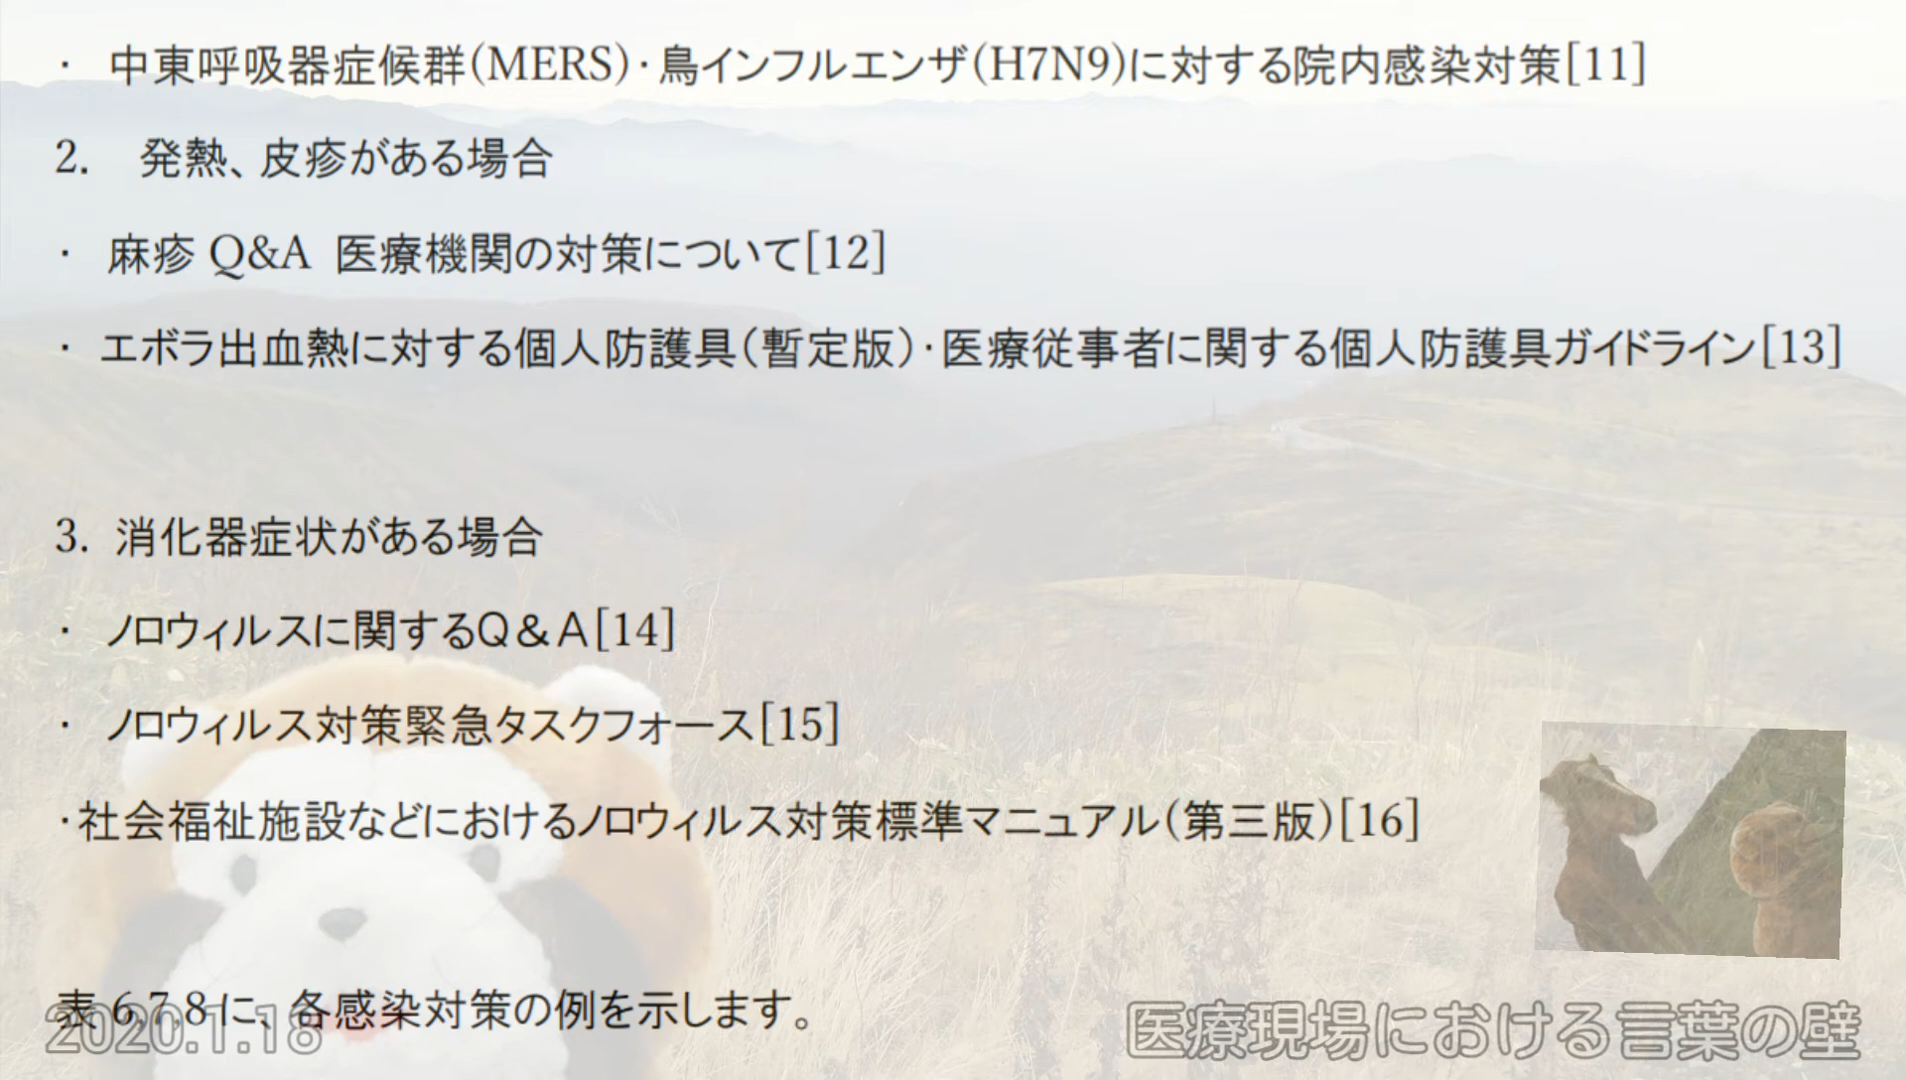 ・ 中東呼吸器症候群(MERS)・鳥インフルエンザ(H7N9)に対する院内感染対策[11]
2. 発熱、皮疹がある場合
・ 麻疹 Q&A 医療機関の対策について[12]
・ エボラ出血熱に対する個人防護具(暫定版)・医療従事者に関する個人防護具ガイドライン[13]
3. 消化器症状がある場合
・ ノロウィルスに関するQ&A[14]
・ ノロウィルス対策緊急タスクフォース[15]
・社会福祉施設などにおけるノロウィルス対策標準マニュアル(第三版)[16]
表 6,7,8に、各感染対策の例を示します。
2020.1.18
医療現場における言葉の壁